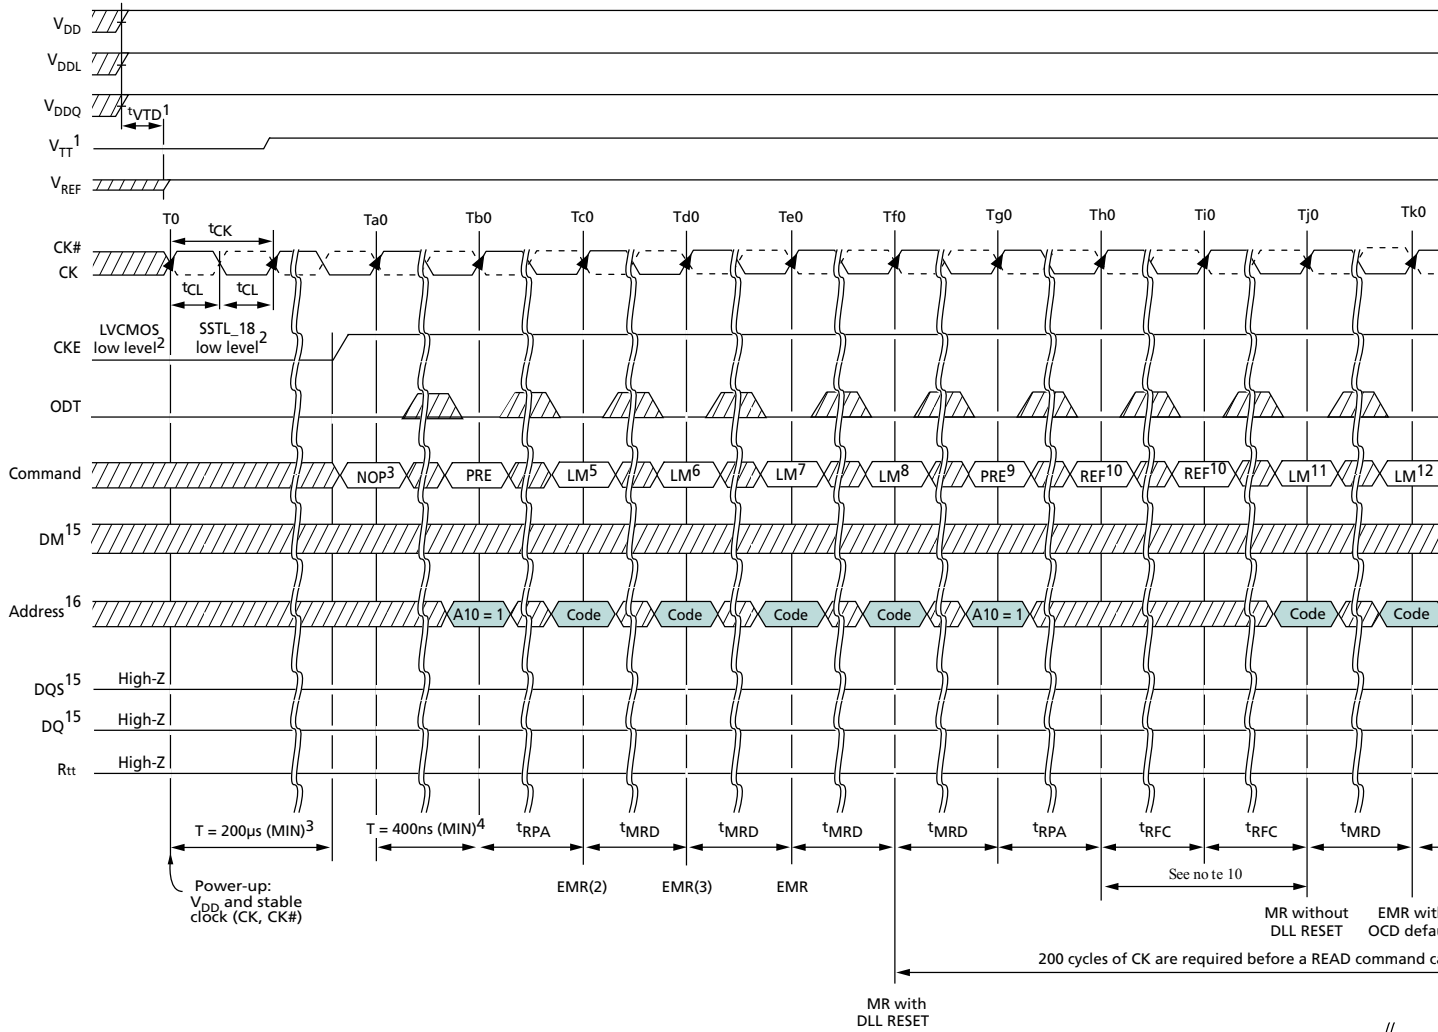 VDD
VDDL
VDDQ
tVTD1
VTT1
VREF
T0 Ta0 Tb0 Tc0 Td0 Te0 Tf0 Tg0 Th0 Ti0 Tj0 Tk0
tCK
CK#
CK
tCL tCL
LVCMOS
low level2
SSTL_18
low level2
CKE
ODT
Command NOP3 PRE LM5 LM6 LM7 LM8 PRE9 REF10 REF10 LM11 LM12
DM15
Address16 A10 = 1 Code Code Code Code A10 = 1 Code Code
DQS15 High-Z
DQ15 High-Z
Rtt High-Z
T = 200µs (MIN)3 T = 400ns (MIN)4 tRPA tMRD tMRD tMRD tMRD tRPA tRFC tRFC tMRD
Power-up:
VDD and stable
clock (CK, CK#)
EMR(2) EMR(3) EMR
See no te 10
MR without
DLL RESET
EMR wit
OCD defau
200 cycles of CK are required before a READ command c
MR with
DLL RESET